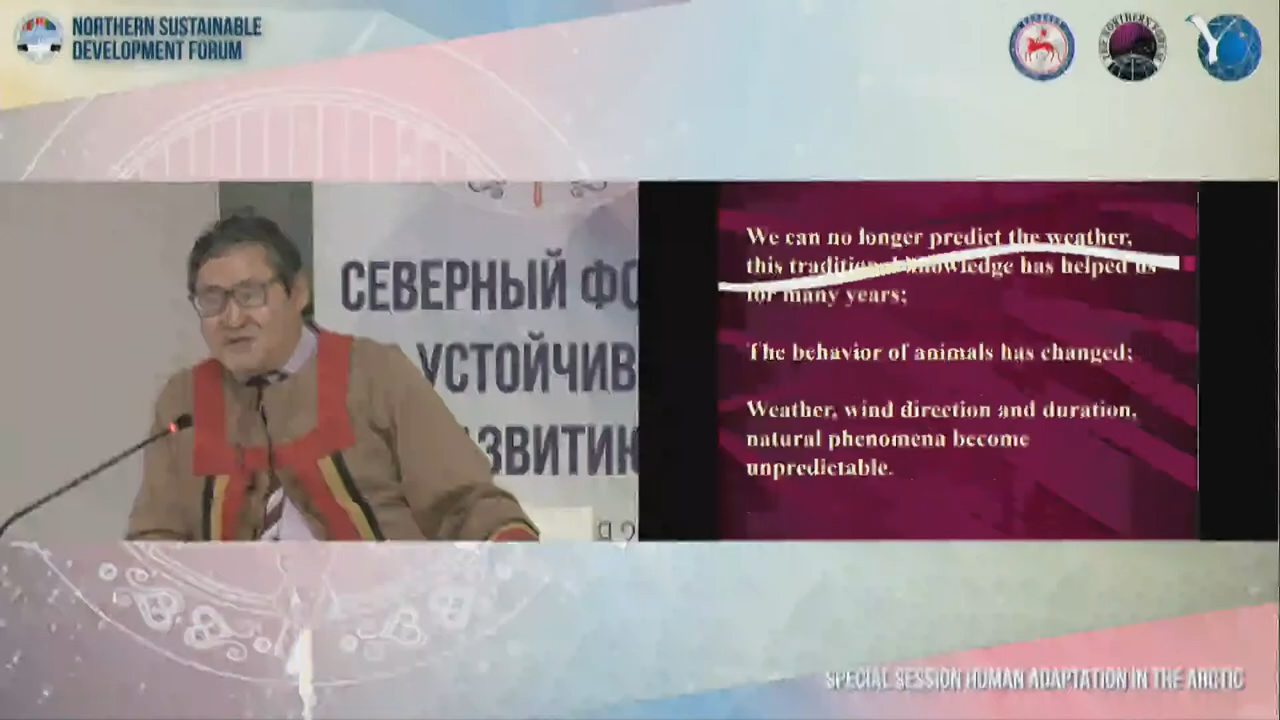 NORTHERN SUSTAINABLE
DEVELOPMENT FORUM
СЕВЕРНЫЙ ФО
УСТОЙЧИВ
ЗВИТИЮ
We can no longer predict the weather,
this traditional knowledge has helped us
for many years;
The behavior of animals has changed;
Weather, wind direction and duration,
natural phenomena become
unpredictable.
SPECIAL SESSION HUMAN ADAPTATION IN THE ARCTIC